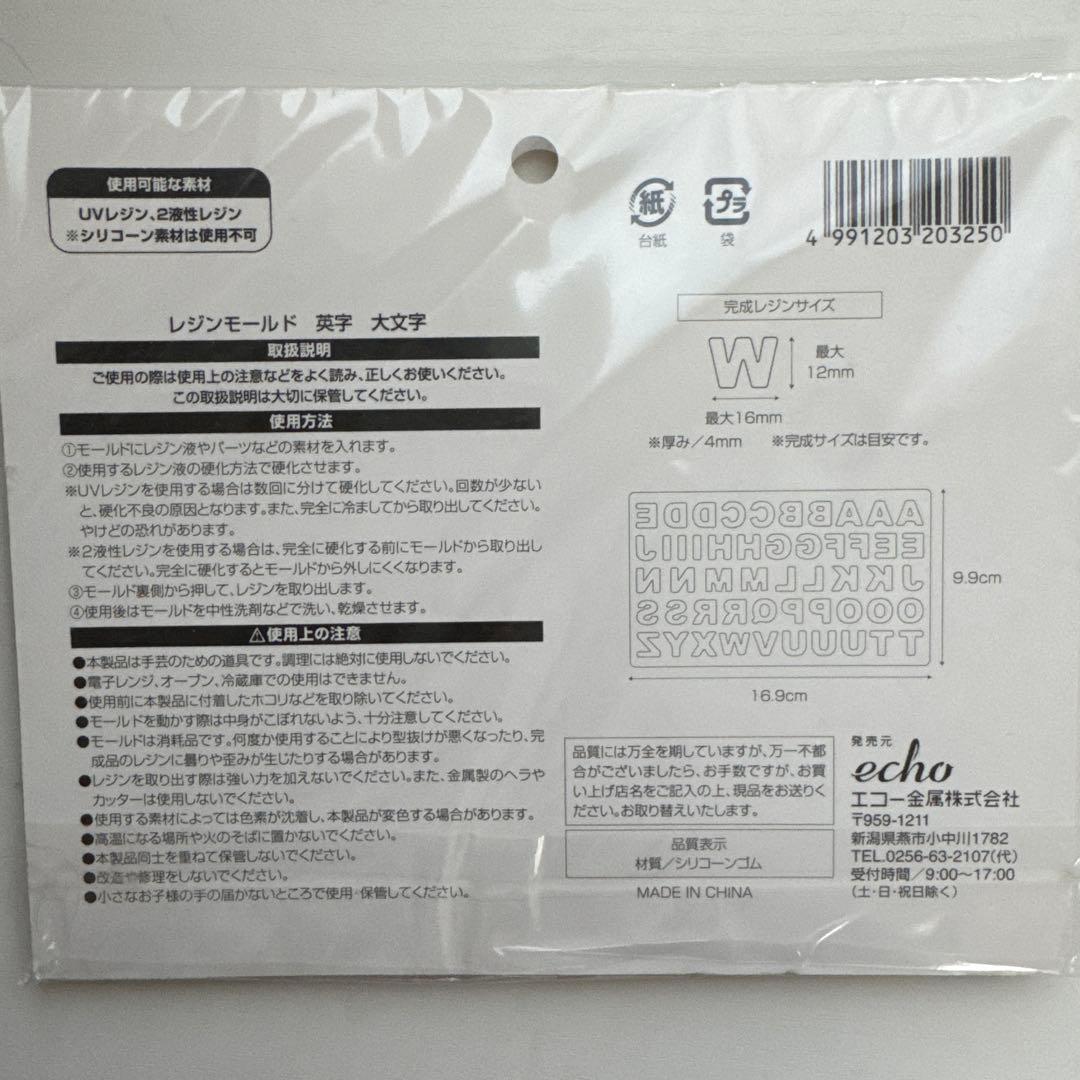 使用可能な素材
UVレジン、2液性レジン
※シリコーン素材は使用不可
紙
台紙
プラ
袋
4 991203 203250
レジンモールド 英字 大文字
取扱説明
ご使用の際は使用上の注意などをよく読み、正しくお使いください。
この取扱説明は大切に保管してください。
使用方法
①モールドにレジン液やパーツなどの素材を入れます。
②使用するレジン液の硬化方法で硬化させます。
※UVレジンを使用する場合は数回に分けて硬化してください。回数が少ない
と、硬化不良の原因となります。また、完全に冷ましてから取り出してください。
やけどの恐れがあります。
※2液性レジンを使用する場合は、完全に硬化する前にモールドから取り出し
てください。完全に硬化するとモールドから外しにくくなります。
③モールド裏側から押して、レジンを取り出します。
④使用後はモールドを中性洗剤などで洗い、乾燥させます。
⚠使用上の注意
●本製品は手芸のための道具です。調理には絶対に使用しないでください。
●電子レンジ、オーブン、冷蔵庫での使用はできません。
●使用前に本製品に付着したホコリなどを取り除いてください。
●モールドを動かす際は中身がこぼれないよう、十分注意してください。
●モールドは消耗品です。何度か使用することにより型抜けが悪くなったり、完
成品のレジンに曇りや歪みが生じたりする場合があります。
●レジンを取り出す際は強い力を加えないでください。また、金属製のヘラや
カッターは使用しないでください。
●使用する素材によっては色素が沈着し、本製品が変色する場合があります。
●高温になる場所や火のそばに置かないでください。
●本製品同士を重ねて保管しないでください。
●改造や修理をしないでください。
●小さなお子様の手の届かないところで使用・保管してください。
完成レジンサイズ
W
最大
12mm
最大16mm
※厚み/4mm ※完成サイズは目安です。
AAABBCCDDE
EEFFGGHHIIIJ
JKKLLMMNN
OOOPPQRRSS
TTUUUVWXYZ
9.9cm
16.9cm
品質には万全を期していますが、万一不都
合がございましたら、お手数ですが、お買
い上げ店名をご記入の上、現品をお送りく
ださい。お取り替えいたします。
品質表示
材質/シリコーンゴム
MADE IN CHINA
発売元
echo
エコー金属株式会社
〒959-1211
新潟県燕市小中川1782
TEL.0256-63-2107(代)
受付時間/9:00〜17:00
(土・日・祝日除く)